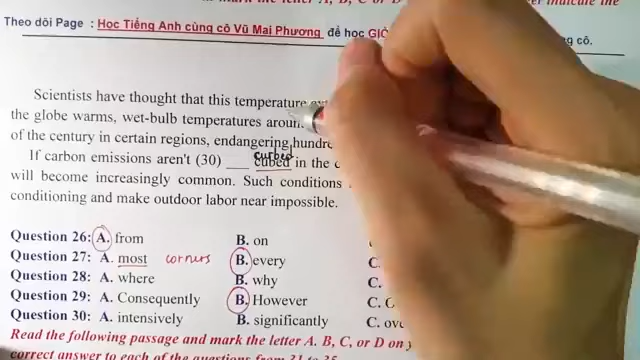 Theo dõi Page : Học Tiếng Anh cùng cô Vũ Mai Phương để học GIỎ
cô.
Scientists have thought that this temperature
the globe warms, wet-bulb temperatures
of the century in certain regions, endangering
curbed
If carbon emissions aren't (30) ___ cubed in the
will become increasingly common. Such conditions
conditioning and make outdoor labor near impossible.
Question 26: A. from B. on
Question 27: A. most corners B. every C.
Question 28: A. where B. why C.
Question 29: A. Consequently B. However C.
Question 30: A. intensively B. significantly C.
Read the following passage and mark the letter A. B, C, or D on
correct answer to each of the questions from 31 to 35